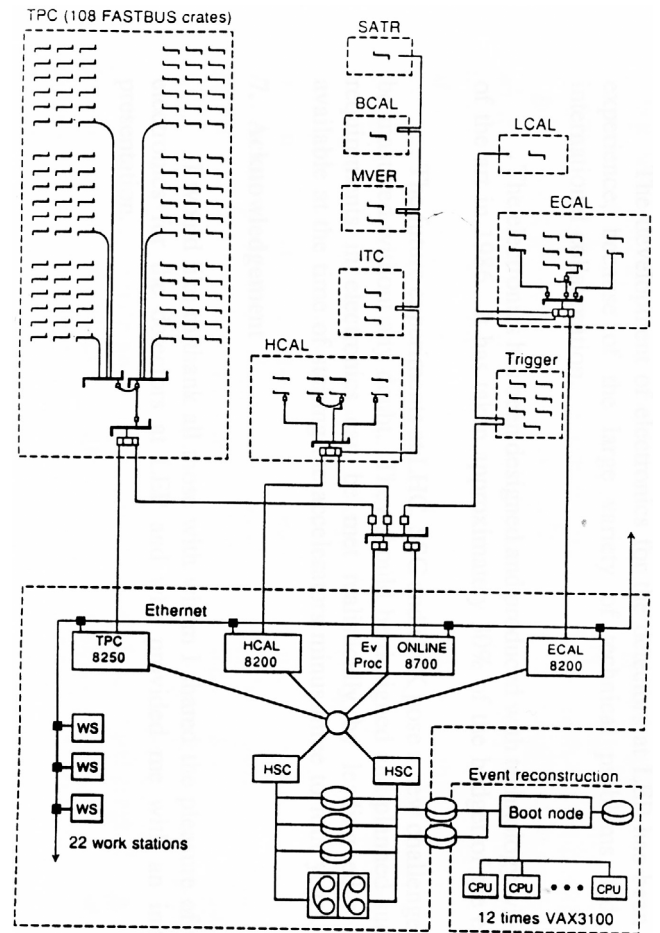 TPC (108 FASTBUS crates)
SATR
BCAL
MVER
ITC
HCAL
LCAL
ECAL
Trigger
Ethernet
TPC
8250
HCAL
8200
Ev
Proc
ONLINE
8700
ECAL
8200
WS
WS
WS
22 work stations
HSC
HSC
Event reconstruction
Boot node
CPU
CPU
CPU
12 times VAX3100